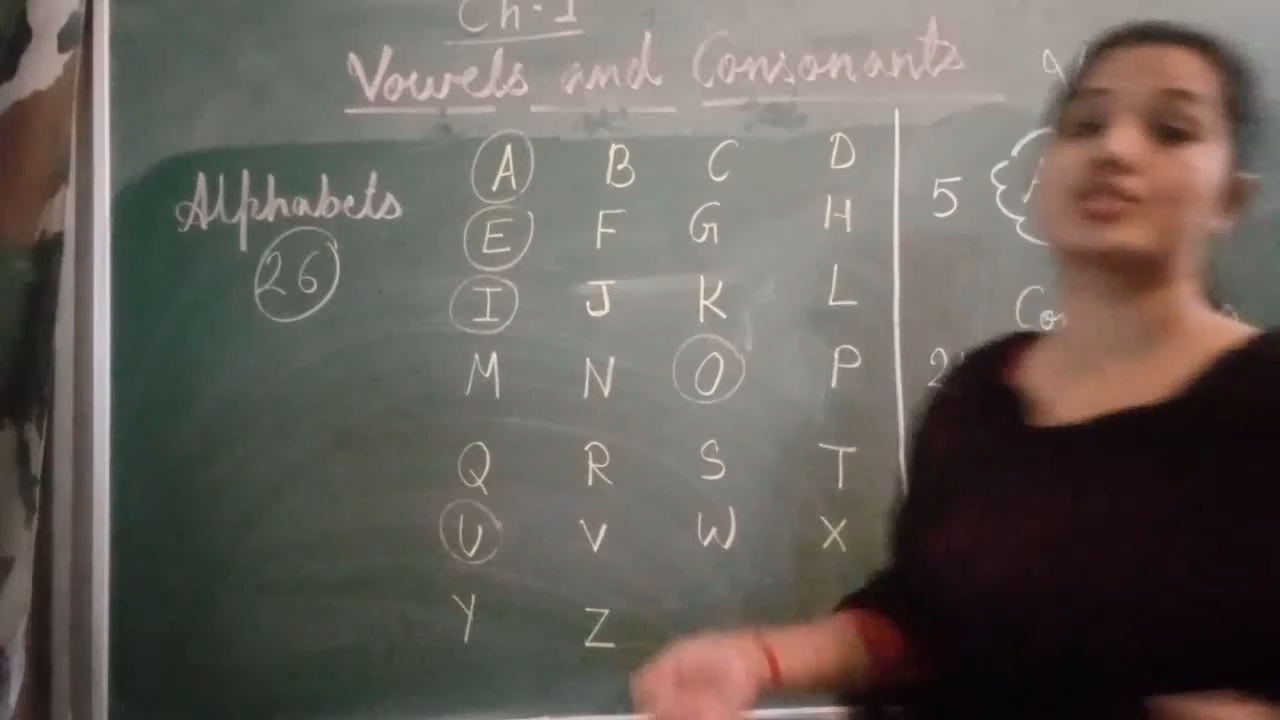 Ch-1
Vowels and Consonants
Alphabets
26
A B C D
E F G H
I J K L
M N O P
Q R S T
U V W X
Y Z
5